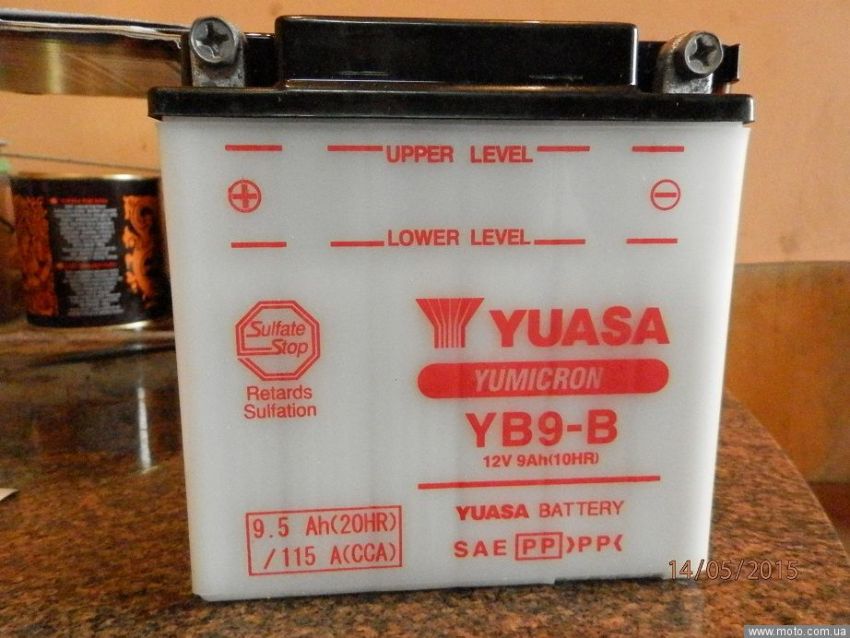 UPPER LEVEL
LOWER LEVEL
Sulfate
Stop
Retards
Sulfation
YUASA
YUMICRON
YB9-B
12V 9Ah(10HR)
YUASA BATTERY
9.5 Ah(20HR)
/115 A(CCA)
SAE PP >PP<
14/05/2015
www.moto.com.ua